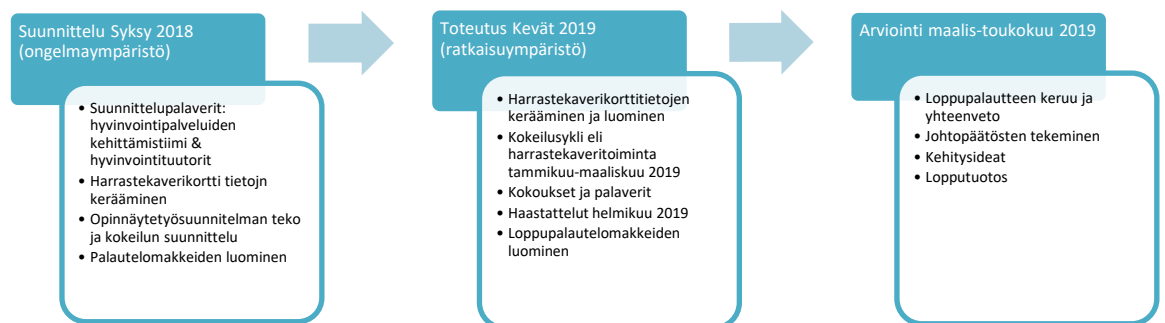 Suunnittelu Syksy 2018
(ongelmaympäristö)
• Suunnittelupalaverit:
hyvinvointipalveluiden
kehittämistiimi &
hyvinvointituutorit
• Harrastekaverikortti tietojn
kerääminen
• Opinnäytetyösuunnitelman teko
ja kokeilun suunnittelu
• Palautelomakkeiden luominen
Toteutus Kevät 2019
(ratkaisuympäristö)
• Harrastekaverikorttitietojen
kerääminen ja luominen
• Kokeilusykli eli
harrastekaveritoiminta
tammikuu-maaliskuu 2019
• Kokoukset ja palaverit
• Haastattelut helmikuu 2019
• Loppupalautelomakkeiden
luominen
Arviointi maalis-toukokuu 2019
• Loppupalautteen keruu ja
yhteenveto
• Johtopäätösten tekeminen
• Kehitysideat
• Lopputuotos